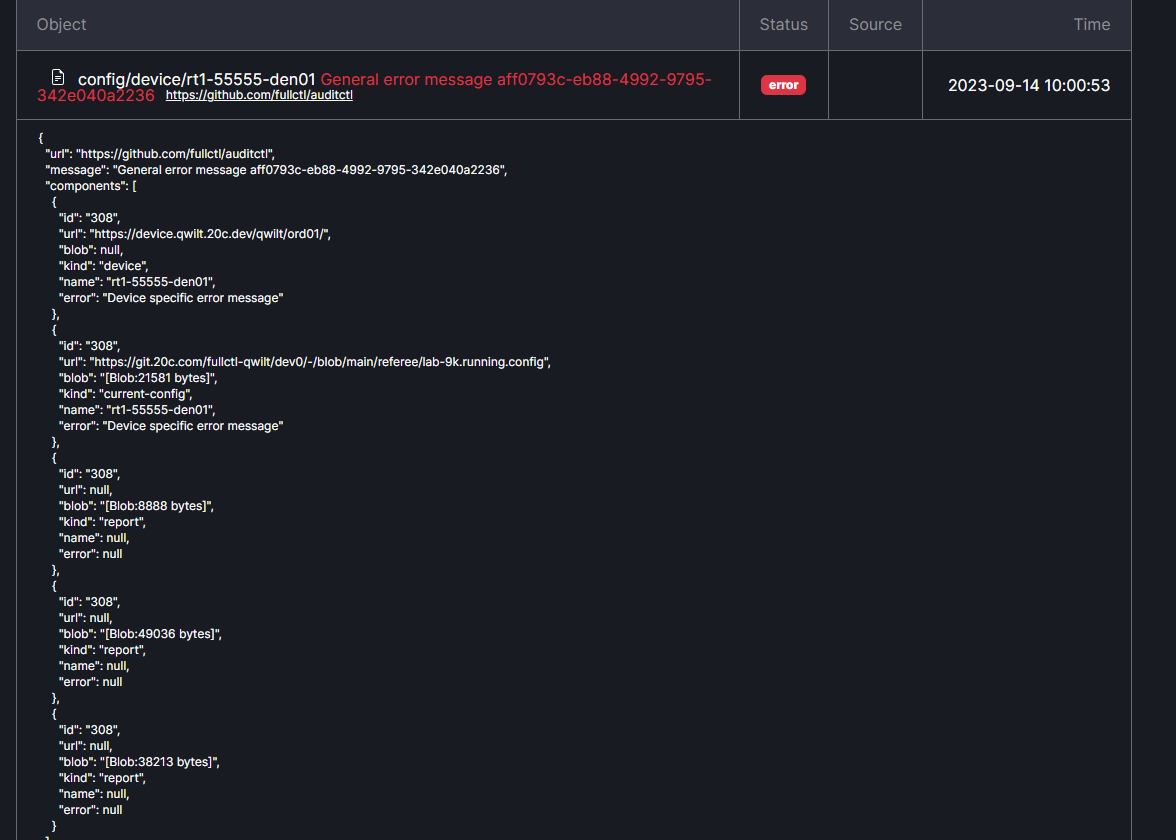 Object Status Source Time
config/device/rt1-55555-den01 General error message aff0793c-eb88-4992-9795-
342e040a2236 https://github.com/fullctl/auditctl
error
2023-09-14 10:00:53
{
"url": "https://github.com/fullctl/auditctl",
"message": "General error message aff0793c-eb88-4992-9795-342e040a2236",
"components": [
{
"id": "308",
"url": "https://device.qwilt.20c.dev/qwilt/ord01/",
"blob": null,
"kind": "device",
"name": "rt1-55555-den01",
"error": "Device specific error message"
},
{
"id": "308",
"url": "https://git.20c.com/fullctl-qwilt/dev0/-/blob/main/referee/lab-9k.running.config",
"blob": "[Blob:21581 bytes]",
"kind": "current-config",
"name": "rt1-55555-den01",
"error": "Device specific error message"
},
{
"id": "308",
"url": null,
"blob": "[Blob:8888 bytes]",
"kind": "report",
"name": null,
"error": null
},
{
"id": "308",
"url": null,
"blob": "[Blob:49036 bytes]",
"kind": "report",
"name": null,
"error": null
},
{
"id": "308",
"url": null,
"blob": "[Blob:38213 bytes]",
"kind": "report",
"name": null,
"error": null
}